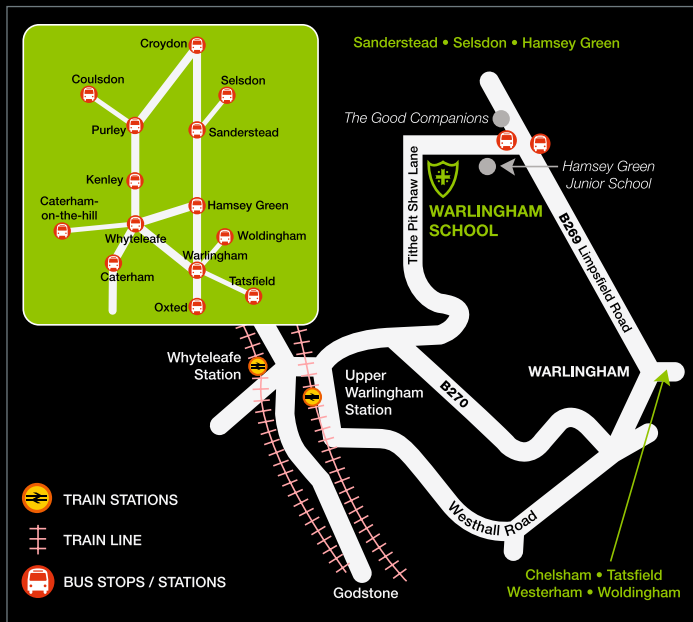 Croydon
Coulsdon
Selsdon
Purley
Sanderstead
Kenley
Caterham-
on-the-hill
Hamsey Green
Whyteleafe
Woldingham
Warlingham
Caterham
Tatsfield
Oxted
Sanderstead • Selsdon • Hamsey Green
The Good Companions
Hamsey Green
Junior School
Tithe Pit Shaw Lane
WARLINGHAM
SCHOOL
B269 Limpsfield Road
Whyteleafe
Station
Upper
Warlingham
Station
WARLINGHAM
B270
Westhall Road
TRAIN STATIONS
TRAIN LINE
BUS STOPS / STATIONS
Godstone
Chelsham • Tatsfield
Westerham • Woldingham